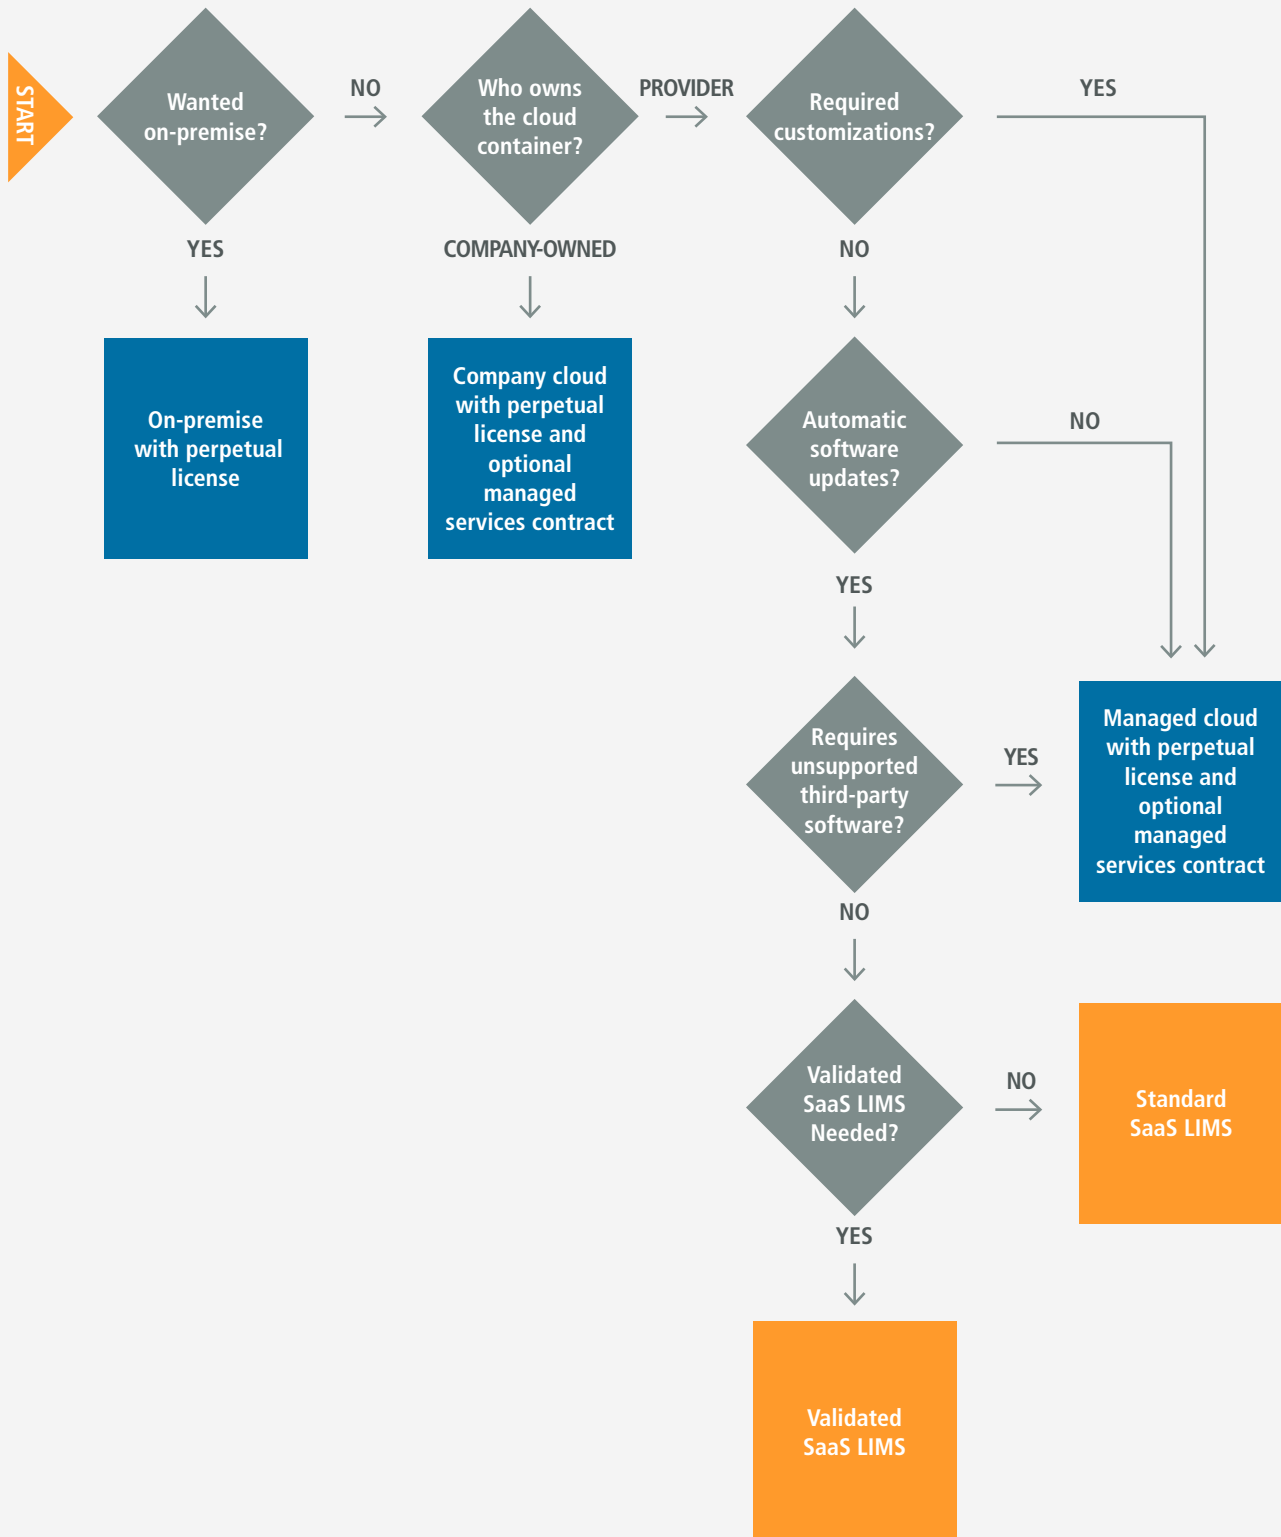 START
Wanted
on-premise?
NO
Who owns
the cloud
container?
PROVIDER
Required
customizations?
YES
YES
COMPANY-OWNED
NO
On-premise
with perpetual
license
Company cloud
with perpetual
license and
optional
managed
services contract
Automatic
software
updates?
NO
YES
Requires
unsupported
third-party
software?
YES
Managed cloud
with perpetual
license and
optional
managed
services contract
NO
Validated
SaaS LIMS
Needed?
NO
Standard
SaaS LIMS
YES
Validated
SaaS LIMS